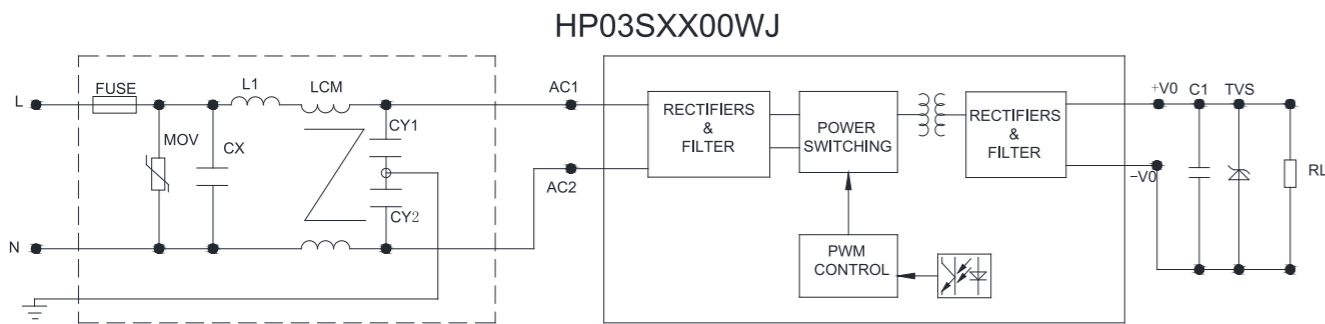 HP03SXX00WJ
L
FUSE
L1
LCM
AC1
MOV
CX
CY1
CY2
N
AC2
RECTIFIERS
&
FILTER
POWER
SWITCHING
RECTIFIERS
&
FILTER
PWM
CONTROL
+V0
C1
TVS
−V0
RL